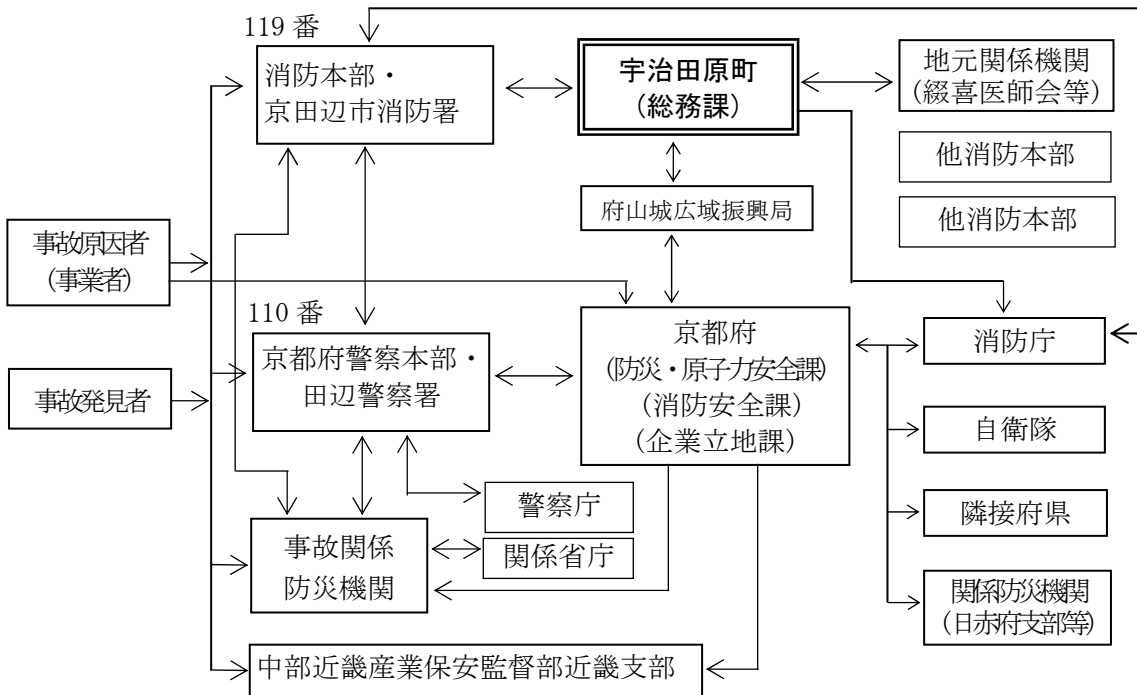 119 番
消防本部・
京田辺市消防署
宇治田原町
(総務課)
地元関係機関
(綴喜医師会等)
他消防本部
他消防本部
府山城広域振興局
事故原因者
(事業者)
110 番
京都府警察本部・
田辺警察署
京都府
(防災・原子力安全課)
(消防安全課)
(企業立地課)
消防庁
事故発見者
自衛隊
警察庁
隣接府県
事故関係
防災機関
関係省庁
関係防災機関
(日赤府支部等)
中部近畿産業保安監督部近畿支部